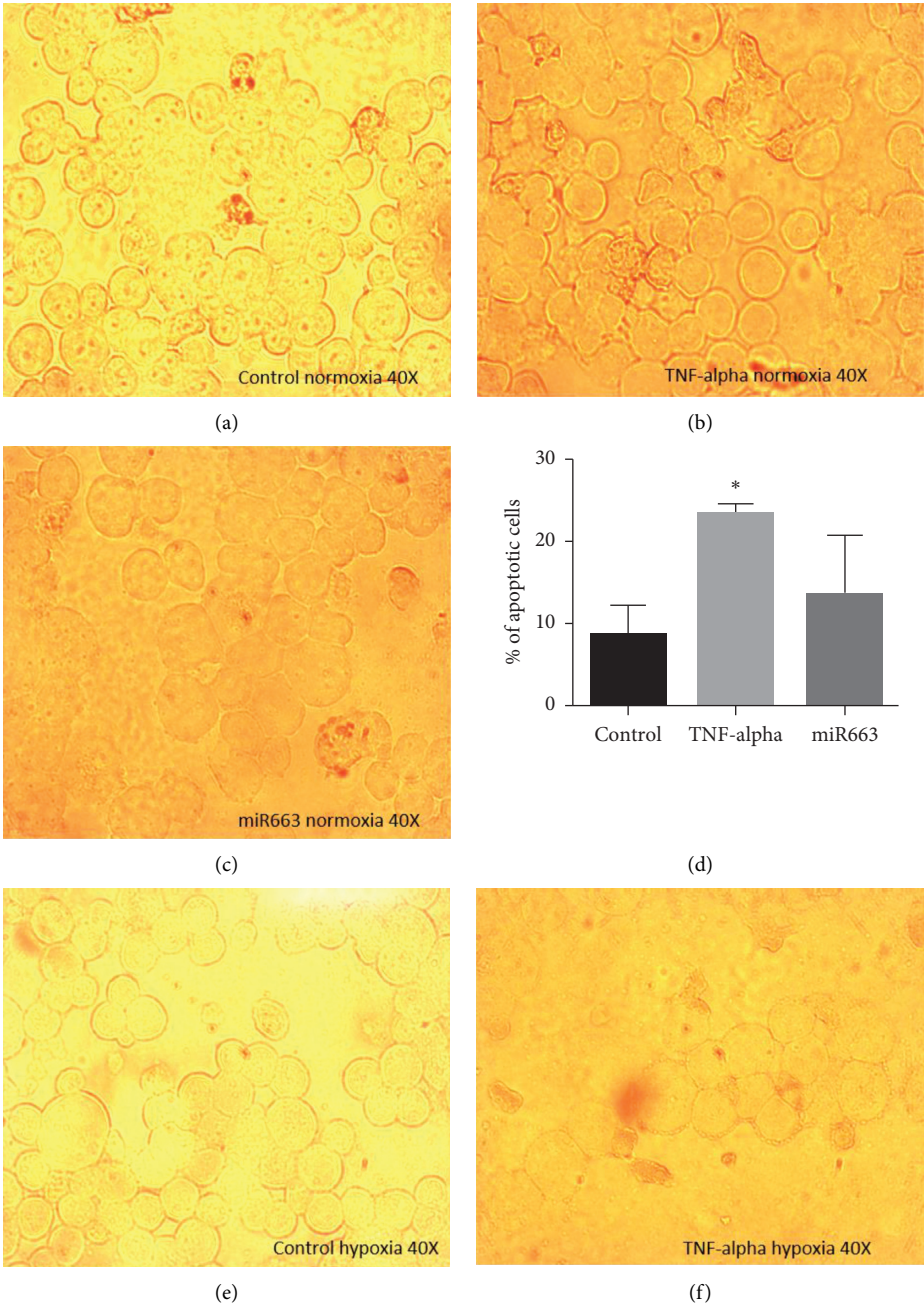 Control normoxia 40X
TNF-alpha normoxia 40X
(a)
(b)
miR663 normoxia 40X
(c)
30
20
10
0
% of apoptotic cells
*
Control
TNF-alpha
miR663
(d)
Control hypoxia 40X
TNF-alpha hypoxia 40X
(e)
(f)